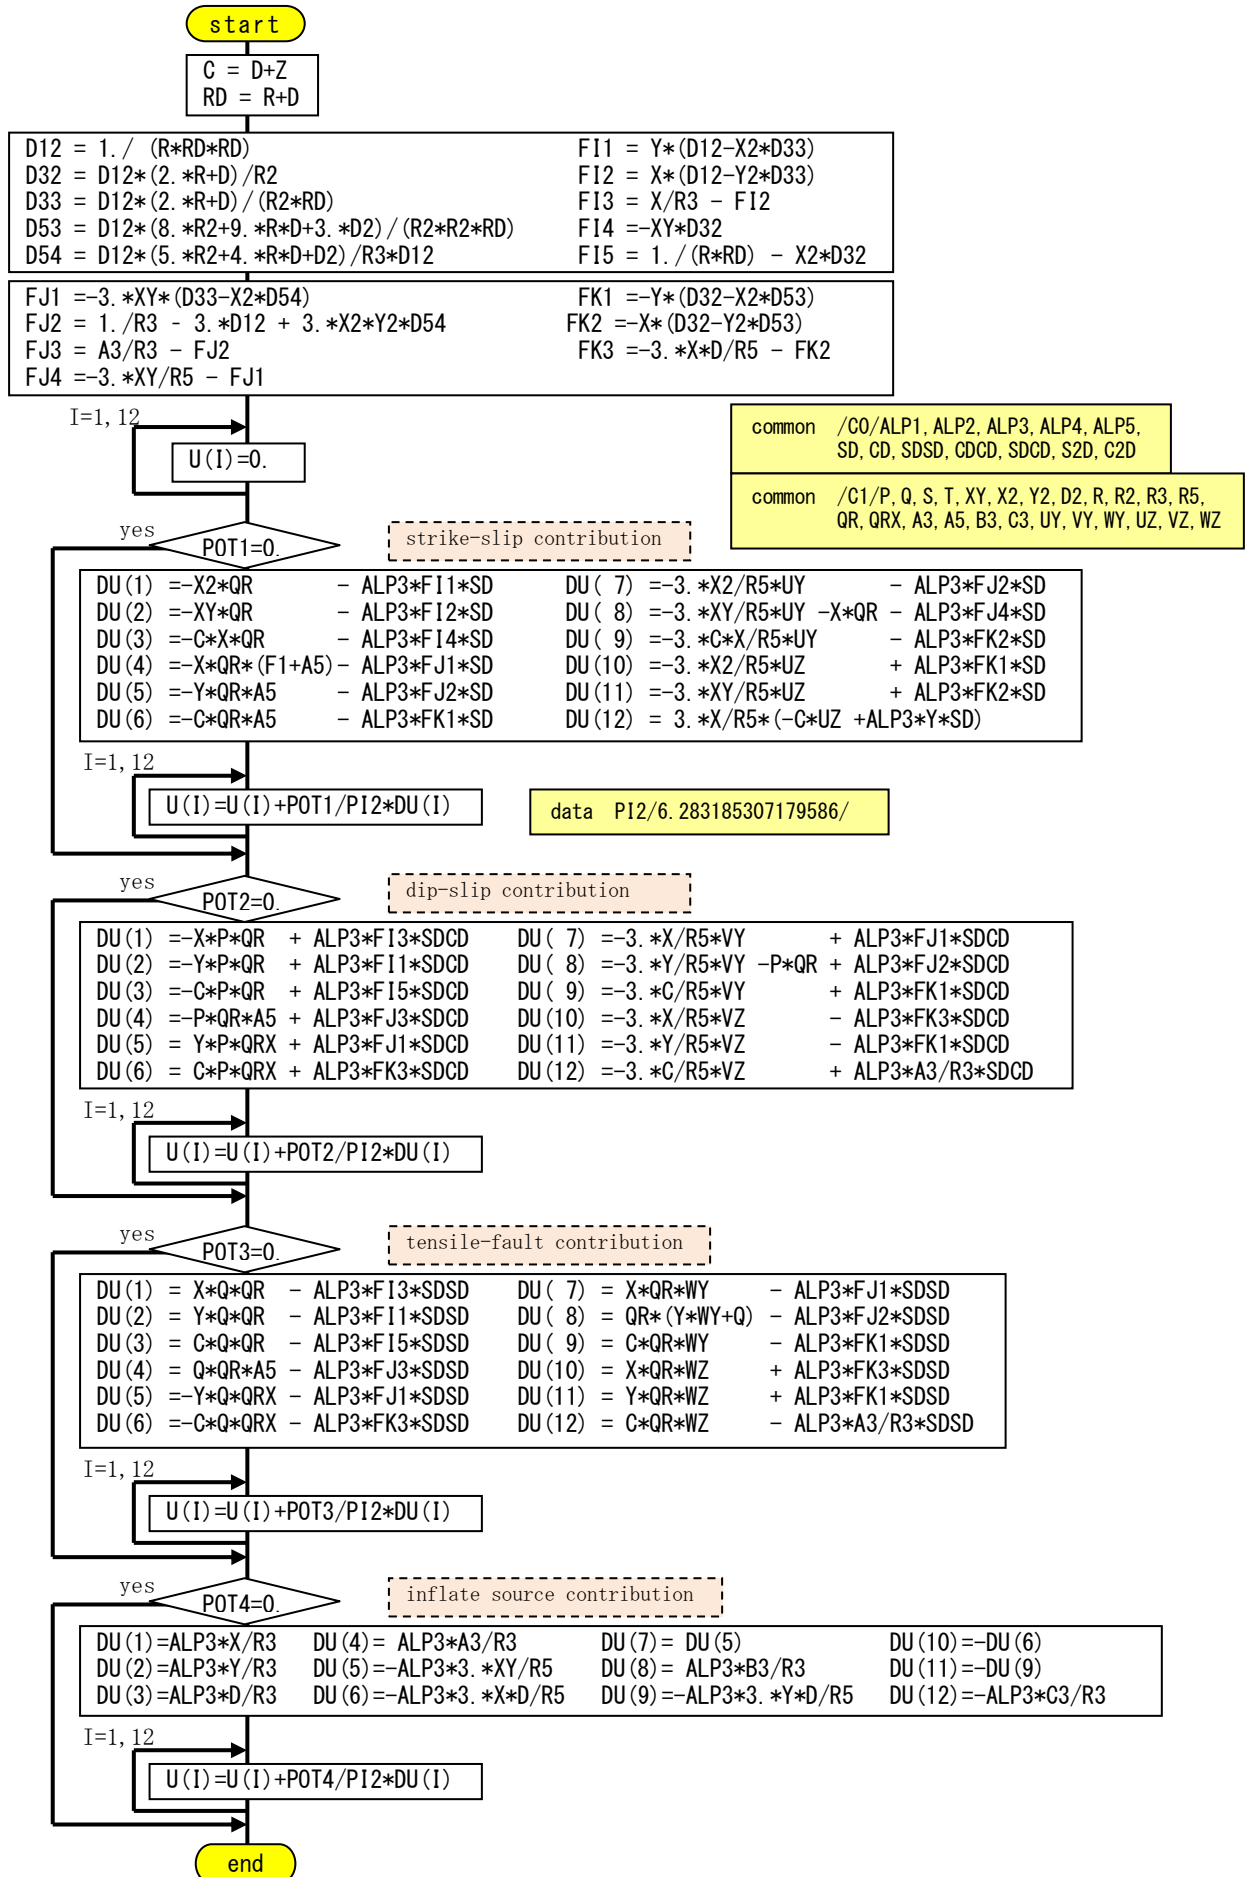 start
C = D+Z
RD = R+D
D12 = 1./ (R*RD*RD) FI1 = Y*(D12-X2*D33)
D32 = D12*(2.*R+D)/R2 FI2 = X*(D12-Y2*D33)
D33 = D12*(2.*R+D)/(R2*RD) FI3 = X/R3 - FI2
D53 = D12*(8.*R2+9.*R*D+3.*D2)/(R2*R2*RD) FI4 =-XY*D32
D54 = D12*(5.*R2+4.*R*D+D2)/R3*D12 FI5 = 1./(R*RD) - X2*D32
FJ1 =-3.*XY*(D33-X2*D54) FK1 =-Y*(D32-X2*D53)
FJ2 = 1./R3 - 3.*D12 + 3.*X2*Y2*D54 FK2 =-X*(D32-Y2*D53)
FJ3 = A3/R3 - FJ2 FK3 =-3.*X*D/R5 - FK2
FJ4 =-3.*XY/R5 - FJ1
I=1,12
U(I)=0.
common /C0/ALP1,ALP2,ALP3,ALP4,ALP5,
SD,CD,SDSD,CDCD,SDCD,S2D,C2D
common /C1/P,Q,S,T,XY,X2,Y2,D2,R,R2,R3,R5,
QR,QRX,A3,A5,B3,C3,UY,VY,WY,UZ,VZ,WZ
yes
POT1=0.
strike-slip contribution
DU(1) =-X2*QR - ALP3*FI1*SD DU( 7) =-3.*X2/R5*UY - ALP3*FJ2*SD
DU(2) =-XY*QR - ALP3*FI2*SD DU( 8) =-3.*XY/R5*UY -X*QR - ALP3*FJ4*SD
DU(3) =-C*X*QR - ALP3*FI4*SD DU( 9) =-3.*C*X/R5*UY - ALP3*FK2*SD
DU(4) =-X*QR*(F1+A5)- ALP3*FJ1*SD DU(10) =-3.*X2/R5*UZ + ALP3*FK1*SD
DU(5) =-Y*QR*A5 - ALP3*FJ2*SD DU(11) =-3.*XY/R5*UZ + ALP3*FK2*SD
DU(6) =-C*QR*A5 - ALP3*FK1*SD DU(12) = 3.*X/R5*(-C*UZ +ALP3*Y*SD)
I=1,12
U(I)=U(I)+POT1/PI2*DU(I)
data PI2/6.283185307179586/
yes
POT2=0.
dip-slip contribution
DU(1) =-X*P*QR + ALP3*FI3*SDCD DU( 7) =-3.*X/R5*VY + ALP3*FJ1*SDCD
DU(2) =-Y*P*QR + ALP3*FI1*SDCD DU( 8) =-3.*Y/R5*VY -P*QR + ALP3*FJ2*SDCD
DU(3) =-C*P*QR + ALP3*FI5*SDCD DU( 9) =-3.*C/R5*VY + ALP3*FK1*SDCD
DU(4) =-P*QR*A5 + ALP3*FJ3*SDCD DU(10) =-3.*X/R5*VZ - ALP3*FK3*SDCD
DU(5) = Y*P*QRX + ALP3*FJ1*SDCD DU(11) =-3.*Y/R5*VZ - ALP3*FK1*SDCD
DU(6) = C*P*QRX + ALP3*FK3*SDCD DU(12) =-3.*C/R5*VZ + ALP3*A3/R3*SDCD
I=1,12
U(I)=U(I)+POT2/PI2*DU(I)
yes
POT3=0.
tensile-fault contribution
DU(1) = X*Q*QR - ALP3*FI3*SDSD DU( 7) = X*QR*WY - ALP3*FJ1*SDSD
DU(2) = Y*Q*QR - ALP3*FI1*SDSD DU( 8) = QR*(Y*WY+Q) - ALP3*FJ2*SDSD
DU(3) = C*Q*QR - ALP3*FI5*SDSD DU( 9) = C*QR*WY - ALP3*FK1*SDSD
DU(4) = Q*QR*A5 - ALP3*FJ3*SDSD DU(10) = X*QR*WZ + ALP3*FK3*SDSD
DU(5) =-Y*Q*QRX - ALP3*FJ1*SDSD DU(11) = Y*QR*WZ + ALP3*FK1*SDSD
DU(6) =-C*Q*QRX - ALP3*FK3*SDSD DU(12) = C*QR*WZ - ALP3*A3/R3*SDSD
I=1,12
U(I)=U(I)+POT3/PI2*DU(I)
yes
POT4=0.
inflate source contribution
DU(1)=ALP3*X/R3 DU(4)= ALP3*A3/R3 DU(7)= DU(5) DU(10)=-DU(6)
DU(2)=ALP3*Y/R3 DU(5)=-ALP3*3.*XY/R5 DU(8)= ALP3*B3/R3 DU(11)=-DU(9)
DU(3)=ALP3*D/R3 DU(6)=-ALP3*3.*X*D/R5 DU(9)=-ALP3*3.*Y*D/R5 DU(12)=-ALP3*C3/R3
I=1,12
U(I)=U(I)+POT4/PI2*DU(I)
end